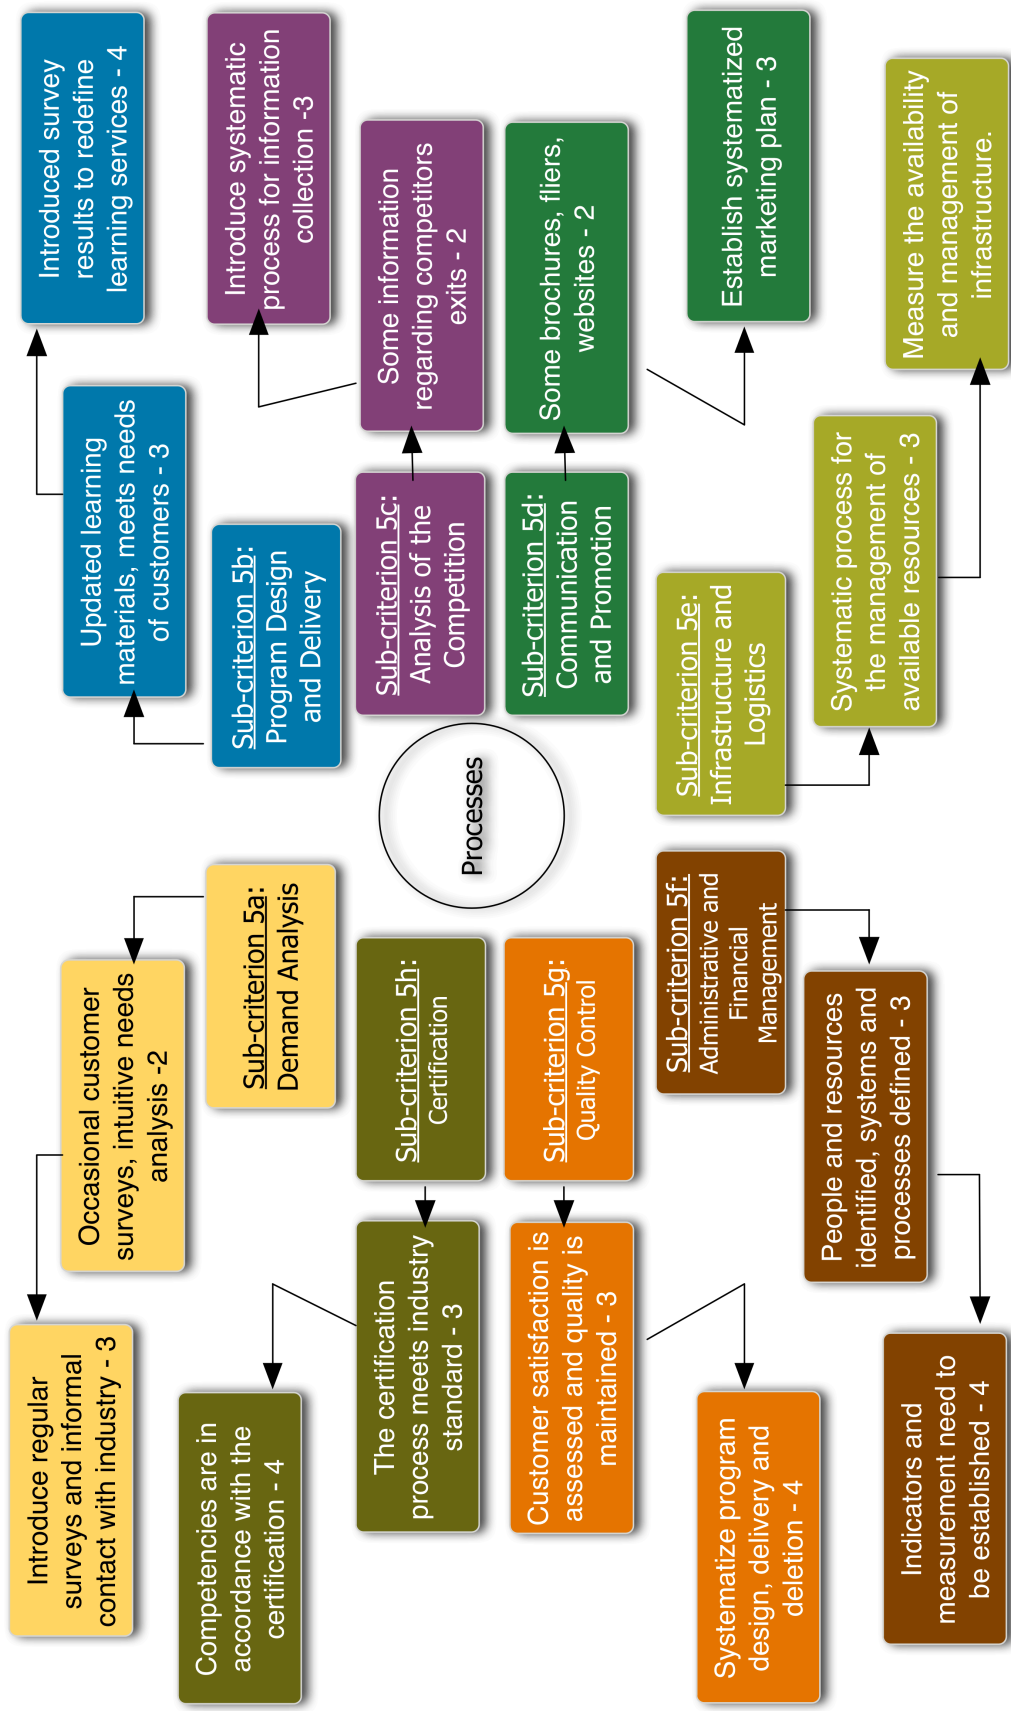 Introduce regular
surveys and informal
contact with industry - 3
Occasional customer
surveys, intuitive needs
analysis -2
Sub-criterion 5a:
Demand Analysis
Updated learning
materials, meets needs
of customers - 3
Introduced survey
results to redefine
learning services - 4
Sub-criterion 5b:
Program Design
and Delivery
Competencies are in
accordance with the
certification - 4
The certification
process meets industry
standard - 3
Sub-criterion 5h:
Certification
Sub-criterion 5c:
Analysis of the
Competition
Some information
regarding competitors
exits - 2
Introduce systematic
process for information
collection -3
Processes
Customer satisfaction is
assessed and quality is
maintained - 3
Sub-criterion 5g:
Quality Control
Sub-criterion 5d:
Communication
and Promotion
Some brochures, fliers,
websites - 2
Systematize program
design, delivery and
deletion - 4
Establish systematized
marketing plan - 3
Sub-criterion 5f:
Administrative and
Financial
Management
Sub-criterion 5e:
Infrastructure and
Logistics
People and resources
identified, systems and
processes defined - 3
Systematic process for
the management of
available resources - 3
Indicators and
measurement need to
be established - 4
Measure the availability
and management of
infrastructure.